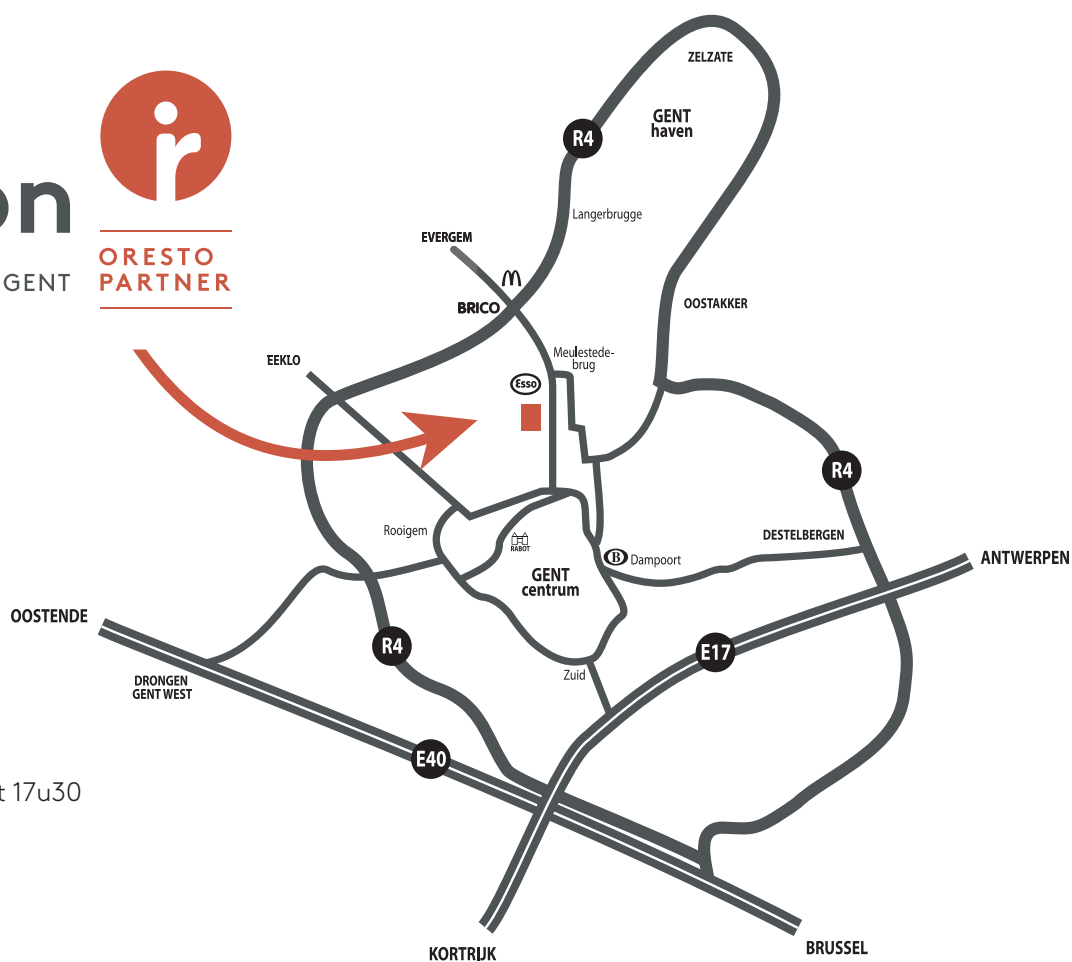 on
GENT
ir
ORESTO
PARTNER
t 17u30
ZELZATE
GENT
haven
R4
Langerbrugge
EVERGEM
BRICO
OOSTAKKER
EEKLO
Meulestede-
brug
Esso
R4
Rooigem
RABOT
DESTELBERGEN
B Dampoort
ANTWERPEN
GENT
centrum
OOSTENDE
R4
E17
Zuid
DRONGEN
GENT WEST
E40
BRUSSEL
KORTRIJK